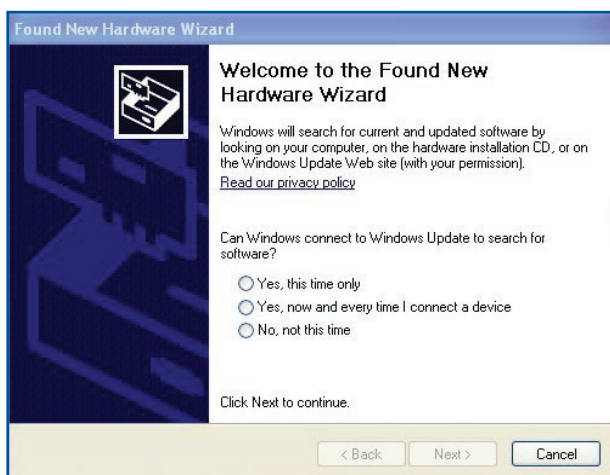 Found New Hardware Wizard
Welcome to the Found New
Hardware Wizard
Windows will search for current and updated software by
looking on your computer, on the hardware installation CD, or on
the Windows Update Web site (with your permission).
Read our privacy policy
Can Windows connect to Windows Update to search for
software?
Yes, this time only
Yes, now and every time I connect a device
No, not this time
Click Next to continue.
< Back
Next >
Cancel